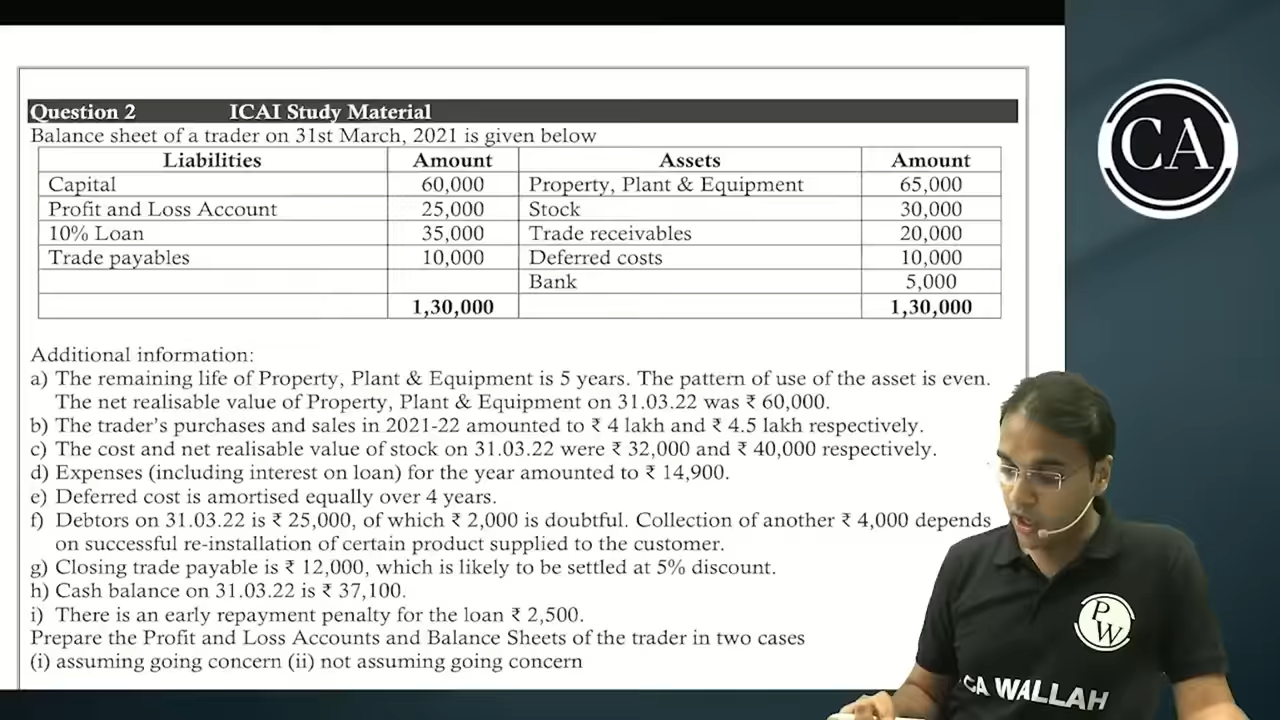 Question 2 ICAI Study Material
Balance sheet of a trader on 31st March, 2021 is given below
Liabilities Amount Assets Amount
Capital 60,000 Property, Plant & Equipment 65,000
Profit and Loss Account 25,000 Stock 30,000
10% Loan 35,000 Trade receivables 20,000
Trade payables 10,000 Deferred costs 10,000
Bank 5,000
1,30,000 1,30,000
Additional information:
a) The remaining life of Property, Plant & Equipment is 5 years. The pattern of use of the asset is even.
The net realisable value of Property, Plant & Equipment on 31.03.22 was ₹ 60,000.
b) The trader's purchases and sales in 2021-22 amounted to ₹ 4 lakh and ₹ 4.5 lakh respectively.
c) The cost and net realisable value of stock on 31.03.22 were ₹ 32,000 and ₹ 40,000 respectively.
d) Expenses (including interest on loan) for the year amounted to ₹ 14,900.
e) Deferred cost is amortised equally over 4 years.
f) Debtors on 31.03.22 is ₹ 25,000, of which ₹ 2,000 is doubtful. Collection of another ₹ 4,000 depends
on successful re-installation of certain product supplied to the customer.
g) Closing trade payable is ₹ 12,000, which is likely to be settled at 5% discount.
h) Cash balance on 31.03.22 is ₹ 37,100.
i) There is an early repayment penalty for the loan ₹ 2,500.
Prepare the Profit and Loss Accounts and Balance Sheets of the trader in two cases
(i) assuming going concern (ii) not assuming going concern
CA
PW
CA WALLAH